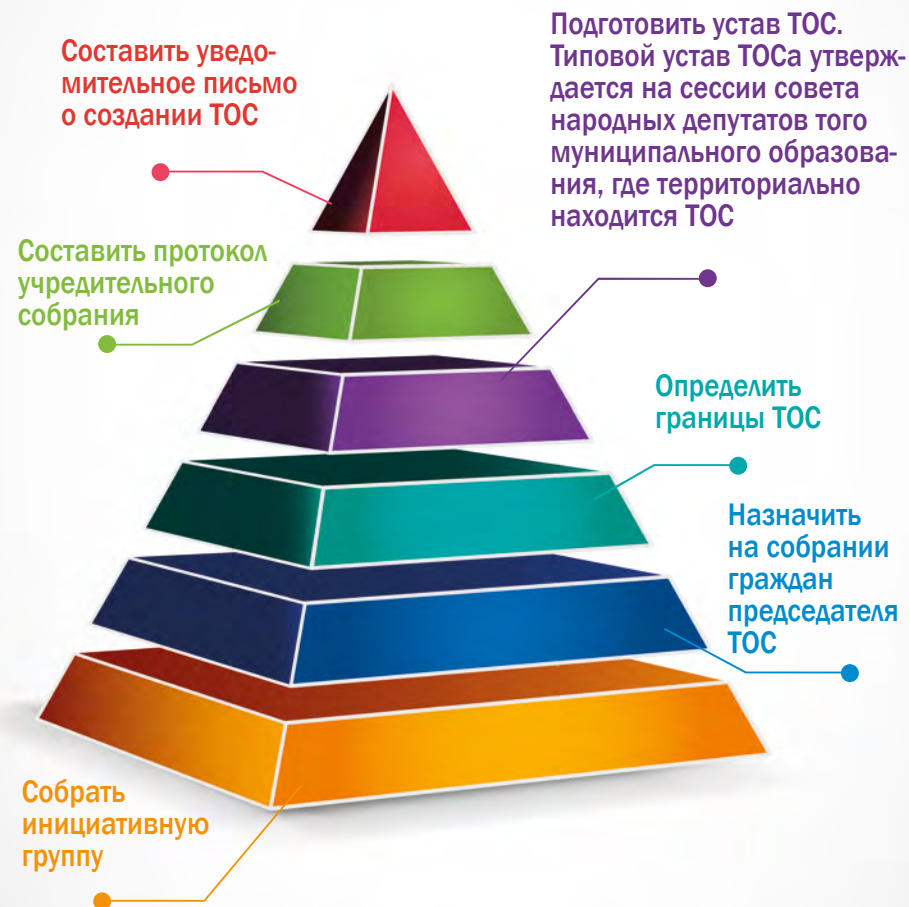 Составить уведо-
мительное письмо
о создании ТОС
Подготовить устав ТОС.
Типовой устав ТОСа утверж-
дается на сессии совета
народных депутатов того
муниципального образова-
ния, где территориально
находится ТОС
Составить протокол
учредительного
собрания
Определить
границы ТОС
Назначить
на собрании
граждан
председателя
ТОС
Собрать
инициативную
группу